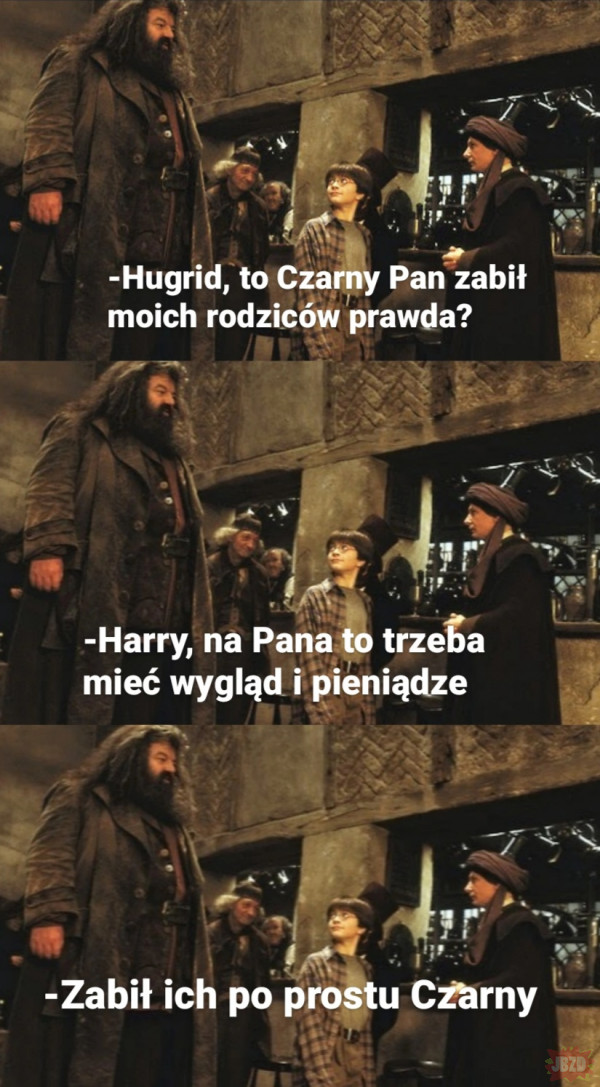 -Hugrid, to Czarny Pan zabił
moich rodziców prawda?
-Harry, na Pana to trzeba
mieć wygląd i pieniądze
-Zabił ich po prostu Czarny
JBZD